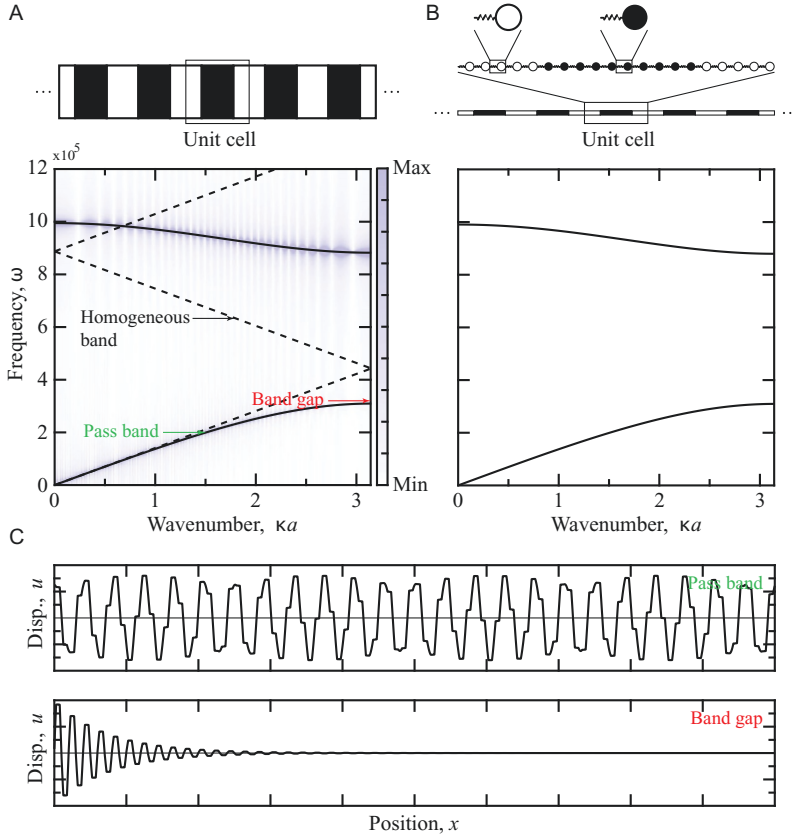 A
B
... ...
Unit cell
... ..
Unit cell
×10⁵
12
10
8
6
4
2
0
Frequency, ω
Homogeneous
band
Band gap
Pass band
Max
Min
0 1 2 3
Wavenumber, κa
0 1 2 3
Wavenumber, κa
C
Disp., u
Pass band
Disp., u
Band gap
Position, x